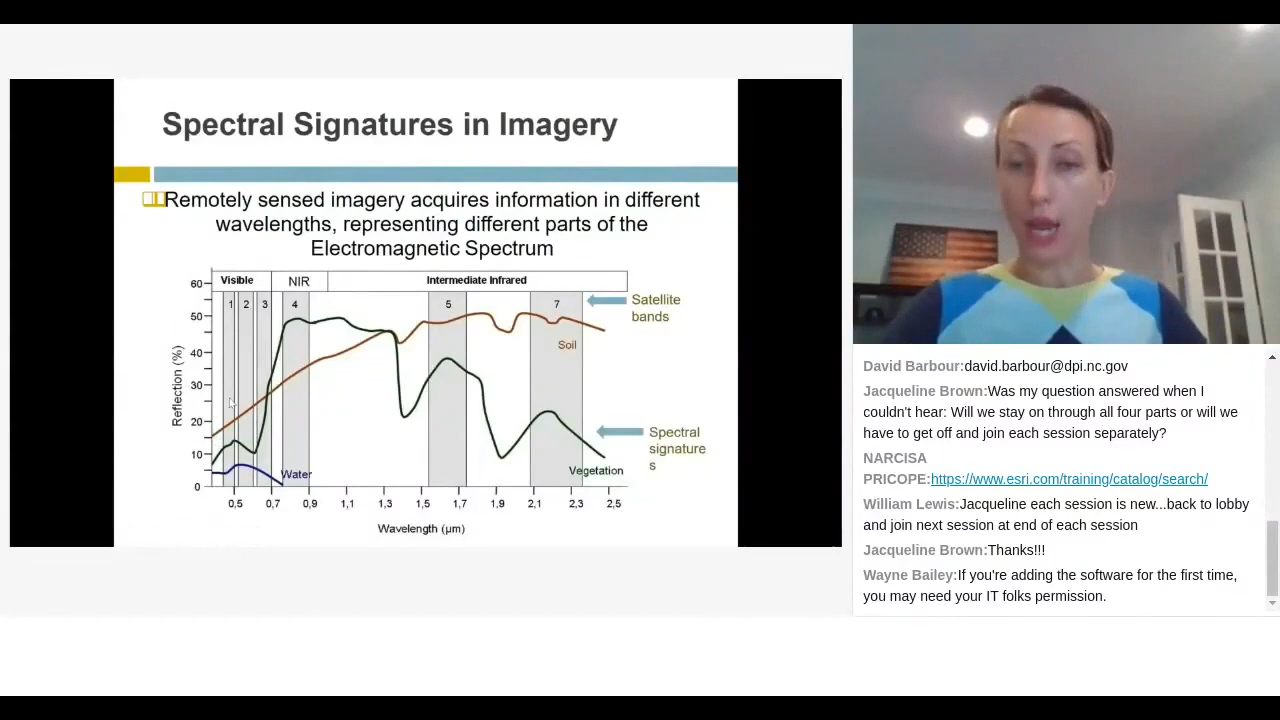 Spectral Signatures in Imagery
Remotely sensed imagery acquires information in different
wavelengths, representing different parts of the
Electromagnetic Spectrum
Visible NIR Intermediate Infrared
60
1 2 3 4 5 7
Satellite
bands
50
Soil
40
Reflection (%)
30
20
Spectral
signature
s
10
Water
Vegetation
0
0,5 0,7 0,9 1,1 1,3 1,5 1,7 1,9 2,1 2,3 2,5
Wavelength (µm)
David Barbour:david.barbour@dpi.nc.gov
Jacqueline Brown:Was my question answered when I
couldn't hear: Will we stay on through all four parts or will we
have to get off and join each session separately?
NARCISA
PRICOPE:https://www.esri.com/training/catalog/search/
William Lewis:Jacqueline each session is new...back to lobby
and join next session at end of each session
Jacqueline Brown:Thanks!!!
Wayne Bailey:If you're adding the software for the first time,
you may need your IT folks permission.